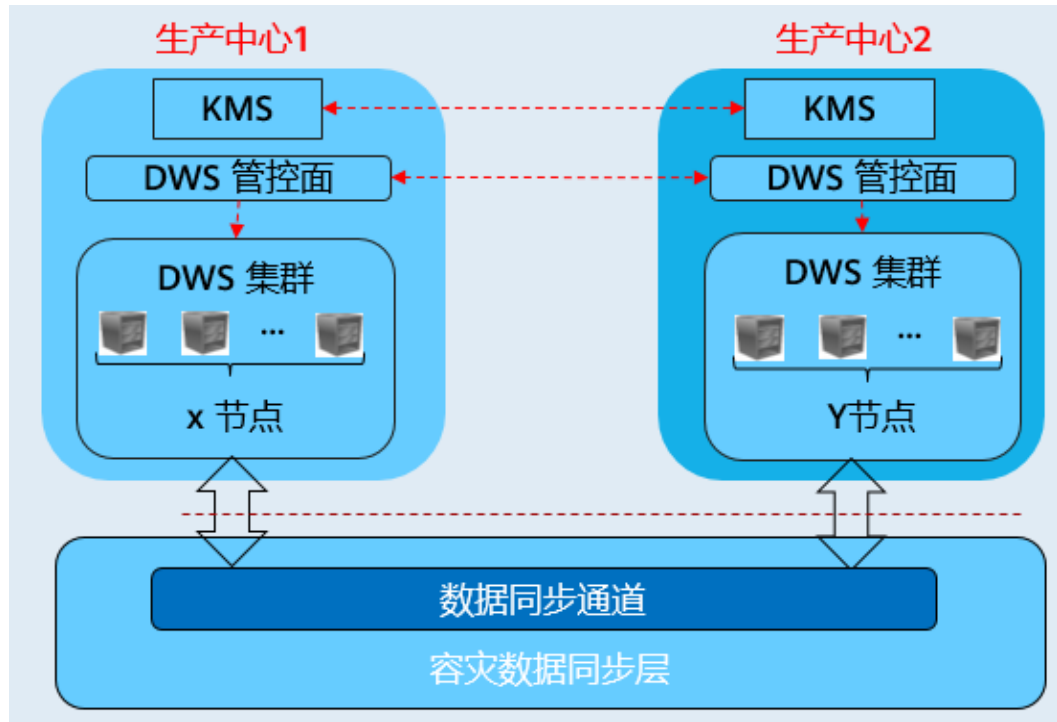 生产中心1
生产中心2
KMS
KMS
DWS 管控面
DWS 管控面
DWS 集群
DWS 集群
...
...
x 节点
Y节点
数据同步通道
容灾数据同步层